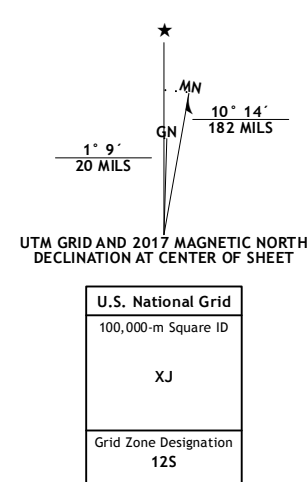 ★
MN
GN
10° 14´
182 MILS
1° 9´
20 MILS
UTM GRID AND 2017 MAGNETIC NORTH
DECLINATION AT CENTER OF SHEET
U.S. National Grid
100,000-m Square ID
XJ
Grid Zone Designation
12S